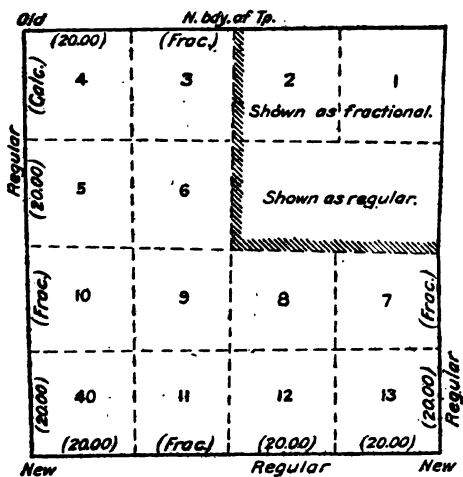 Old N. bdy. of Tp.
(20.00) (Frac.)
(Calc.) 4 3 2 1
Shown as fractional.
Regular
(20.00) 5 6 Shown as regular.
(Frac.) 10 9 8 7 (Frac.)
(20.00) 40 11 12 13 (20.00) Regular
(20.00) (Frac.) (20.00) (20.00)
New Regular New